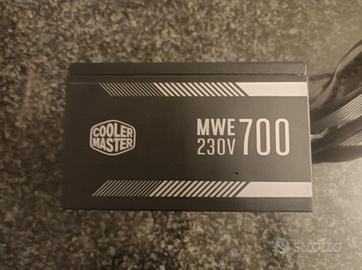 COOLER
MASTER
MWE 700
230V
subito